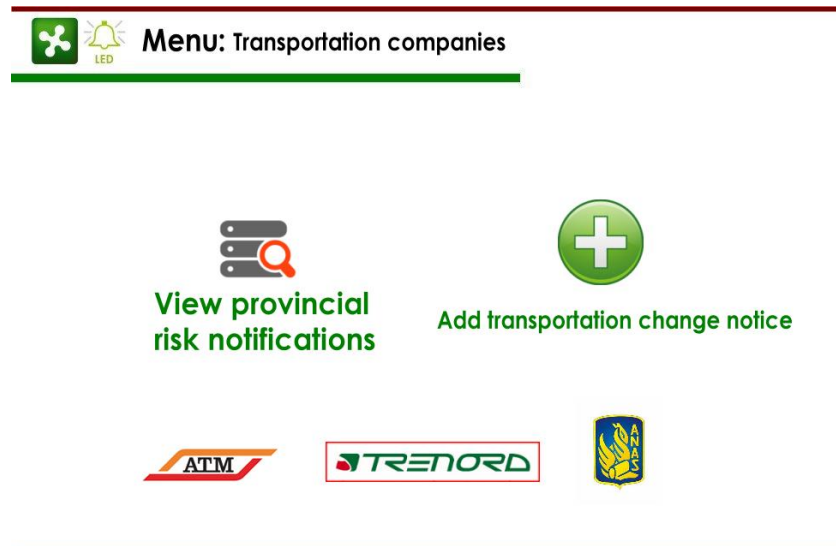 Menu: Transportation companies
LED
View provincial
risk notifications
Add transportation change notice
ATM
TRENORD
ANAS